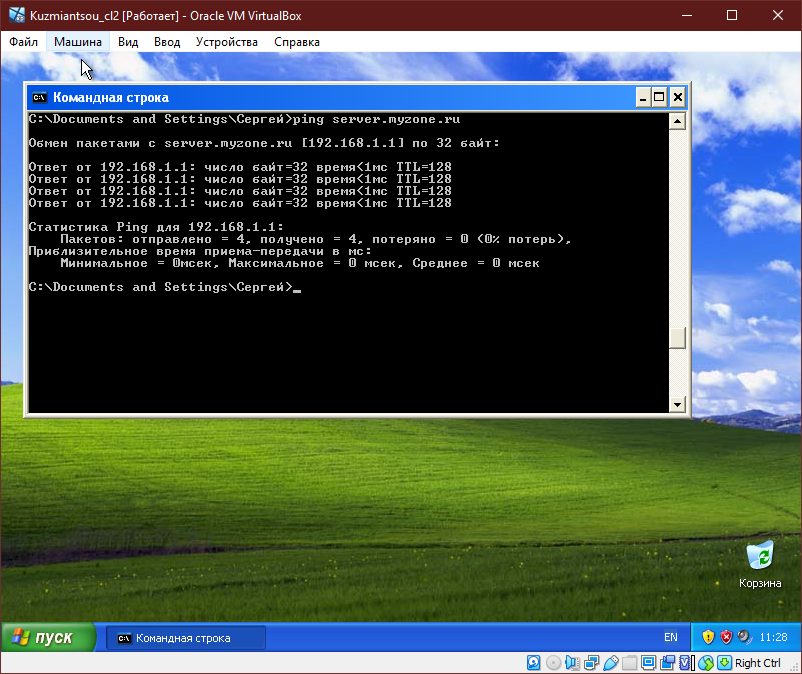 Kuzmiantsou_cl2 [Работает] - Oracle VM VirtualBox
Файл Машина Вид Ввод Устройства Справка
Командная строка
C:\Documents and Settings\Сергей>ping server.myzone.ru
Обмен пакетами с server.myzone.ru [192.168.1.1] по 32 байт:
Ответ от 192.168.1.1: число байт=32 время<1мс TTL=128
Ответ от 192.168.1.1: число байт=32 время<1мс TTL=128
Ответ от 192.168.1.1: число байт=32 время<1мс TTL=128
Ответ от 192.168.1.1: число байт=32 время<1мс TTL=128
Статистика Ping для 192.168.1.1:
Пакетов: отправлено = 4, получено = 4, потеряно = 0 (0% потерь),
Приблизительное время приема-передачи в мс:
Минимальное = 0мсек, Максимальное = 0 мсек, Среднее = 0 мсек
C:\Documents and Settings\Сергей>_
Корзина
пуск Командная строка EN 11:28
Right Ctrl